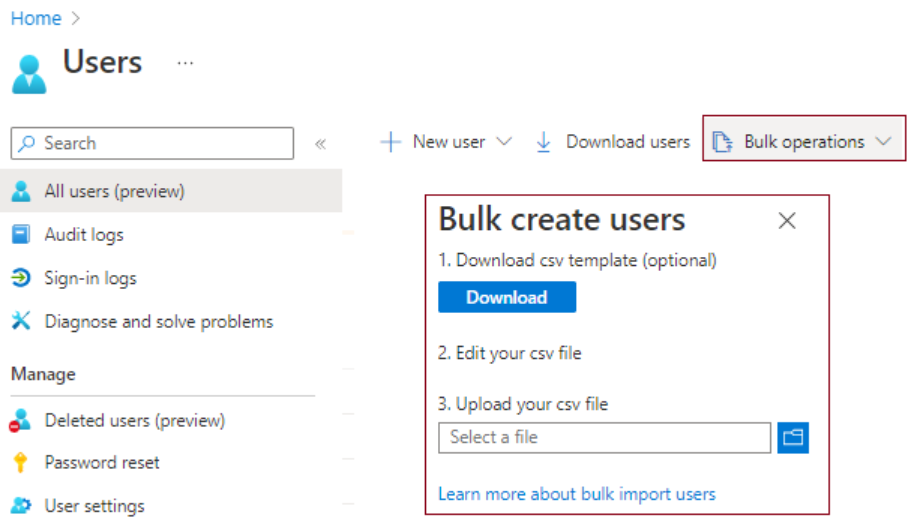 Home >
Users ...
Search «
New user Download users Bulk operations
All users (preview)
Audit logs
Sign-in logs
Diagnose and solve problems
Manage
Deleted users (preview)
Password reset
User settings
Bulk create users
1. Download csv template (optional)
Download
2. Edit your csv file
3. Upload your csv file
Select a file
Learn more about bulk import users